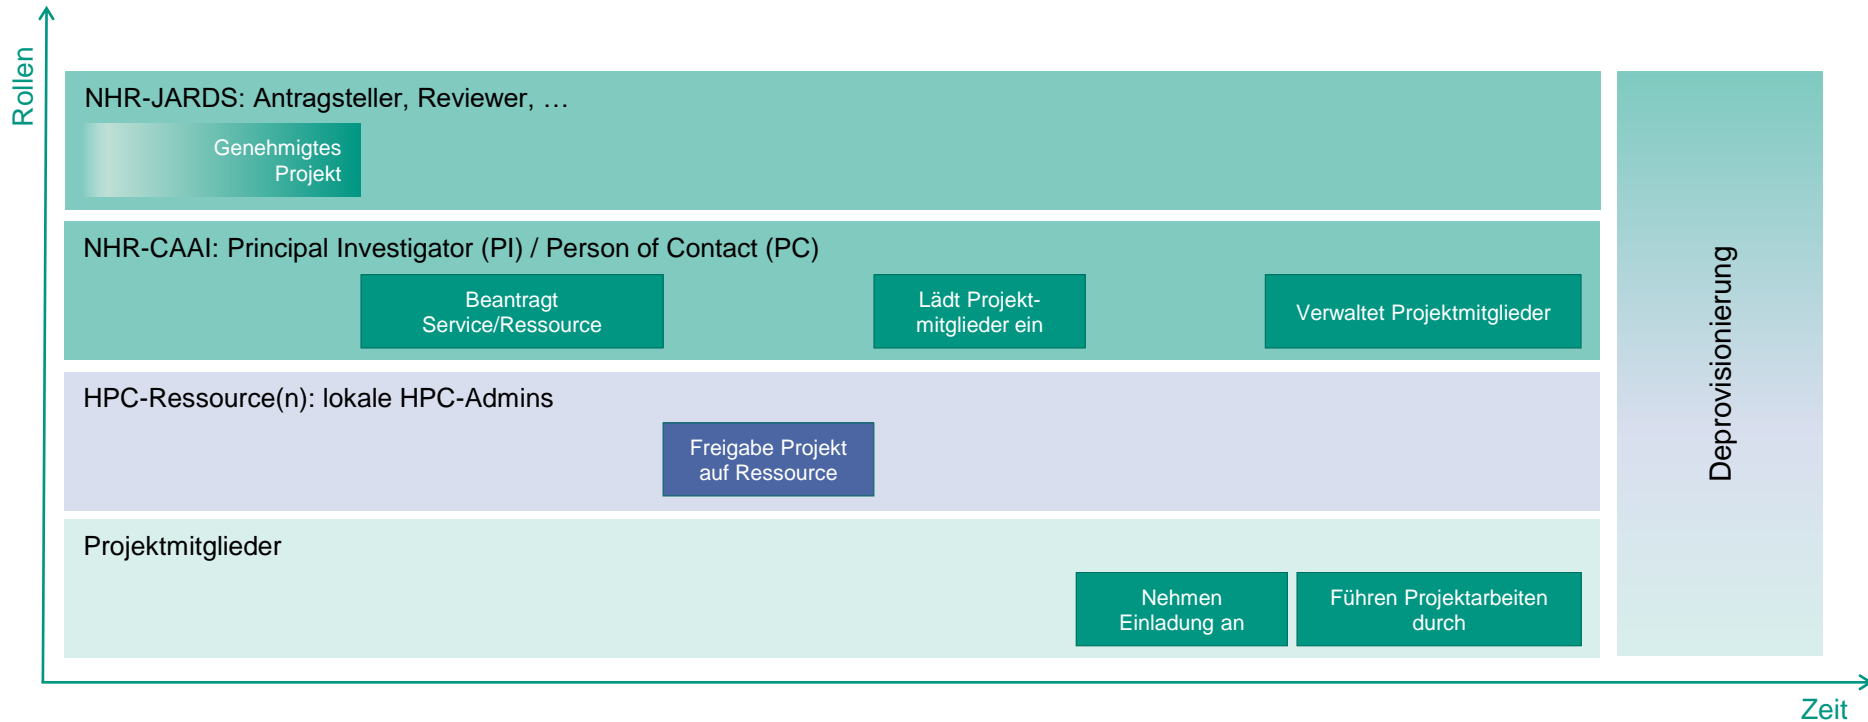 Rollen
NHR-JARDS: Antragsteller, Reviewer, …
Genehmigtes
Projekt
NHR-CAAI: Principal Investigator (PI) / Person of Contact (PC)
Beantragt
Service/Ressource
Lädt Projekt-
mitglieder ein
Verwaltet Projektmitglieder
HPC-Ressource(n): lokale HPC-Admins
Freigabe Projekt
auf Ressource
Projektmitglieder
Nehmen
Einladung an
Führen Projektarbeiten
durch
Deprovisionierung
Zeit